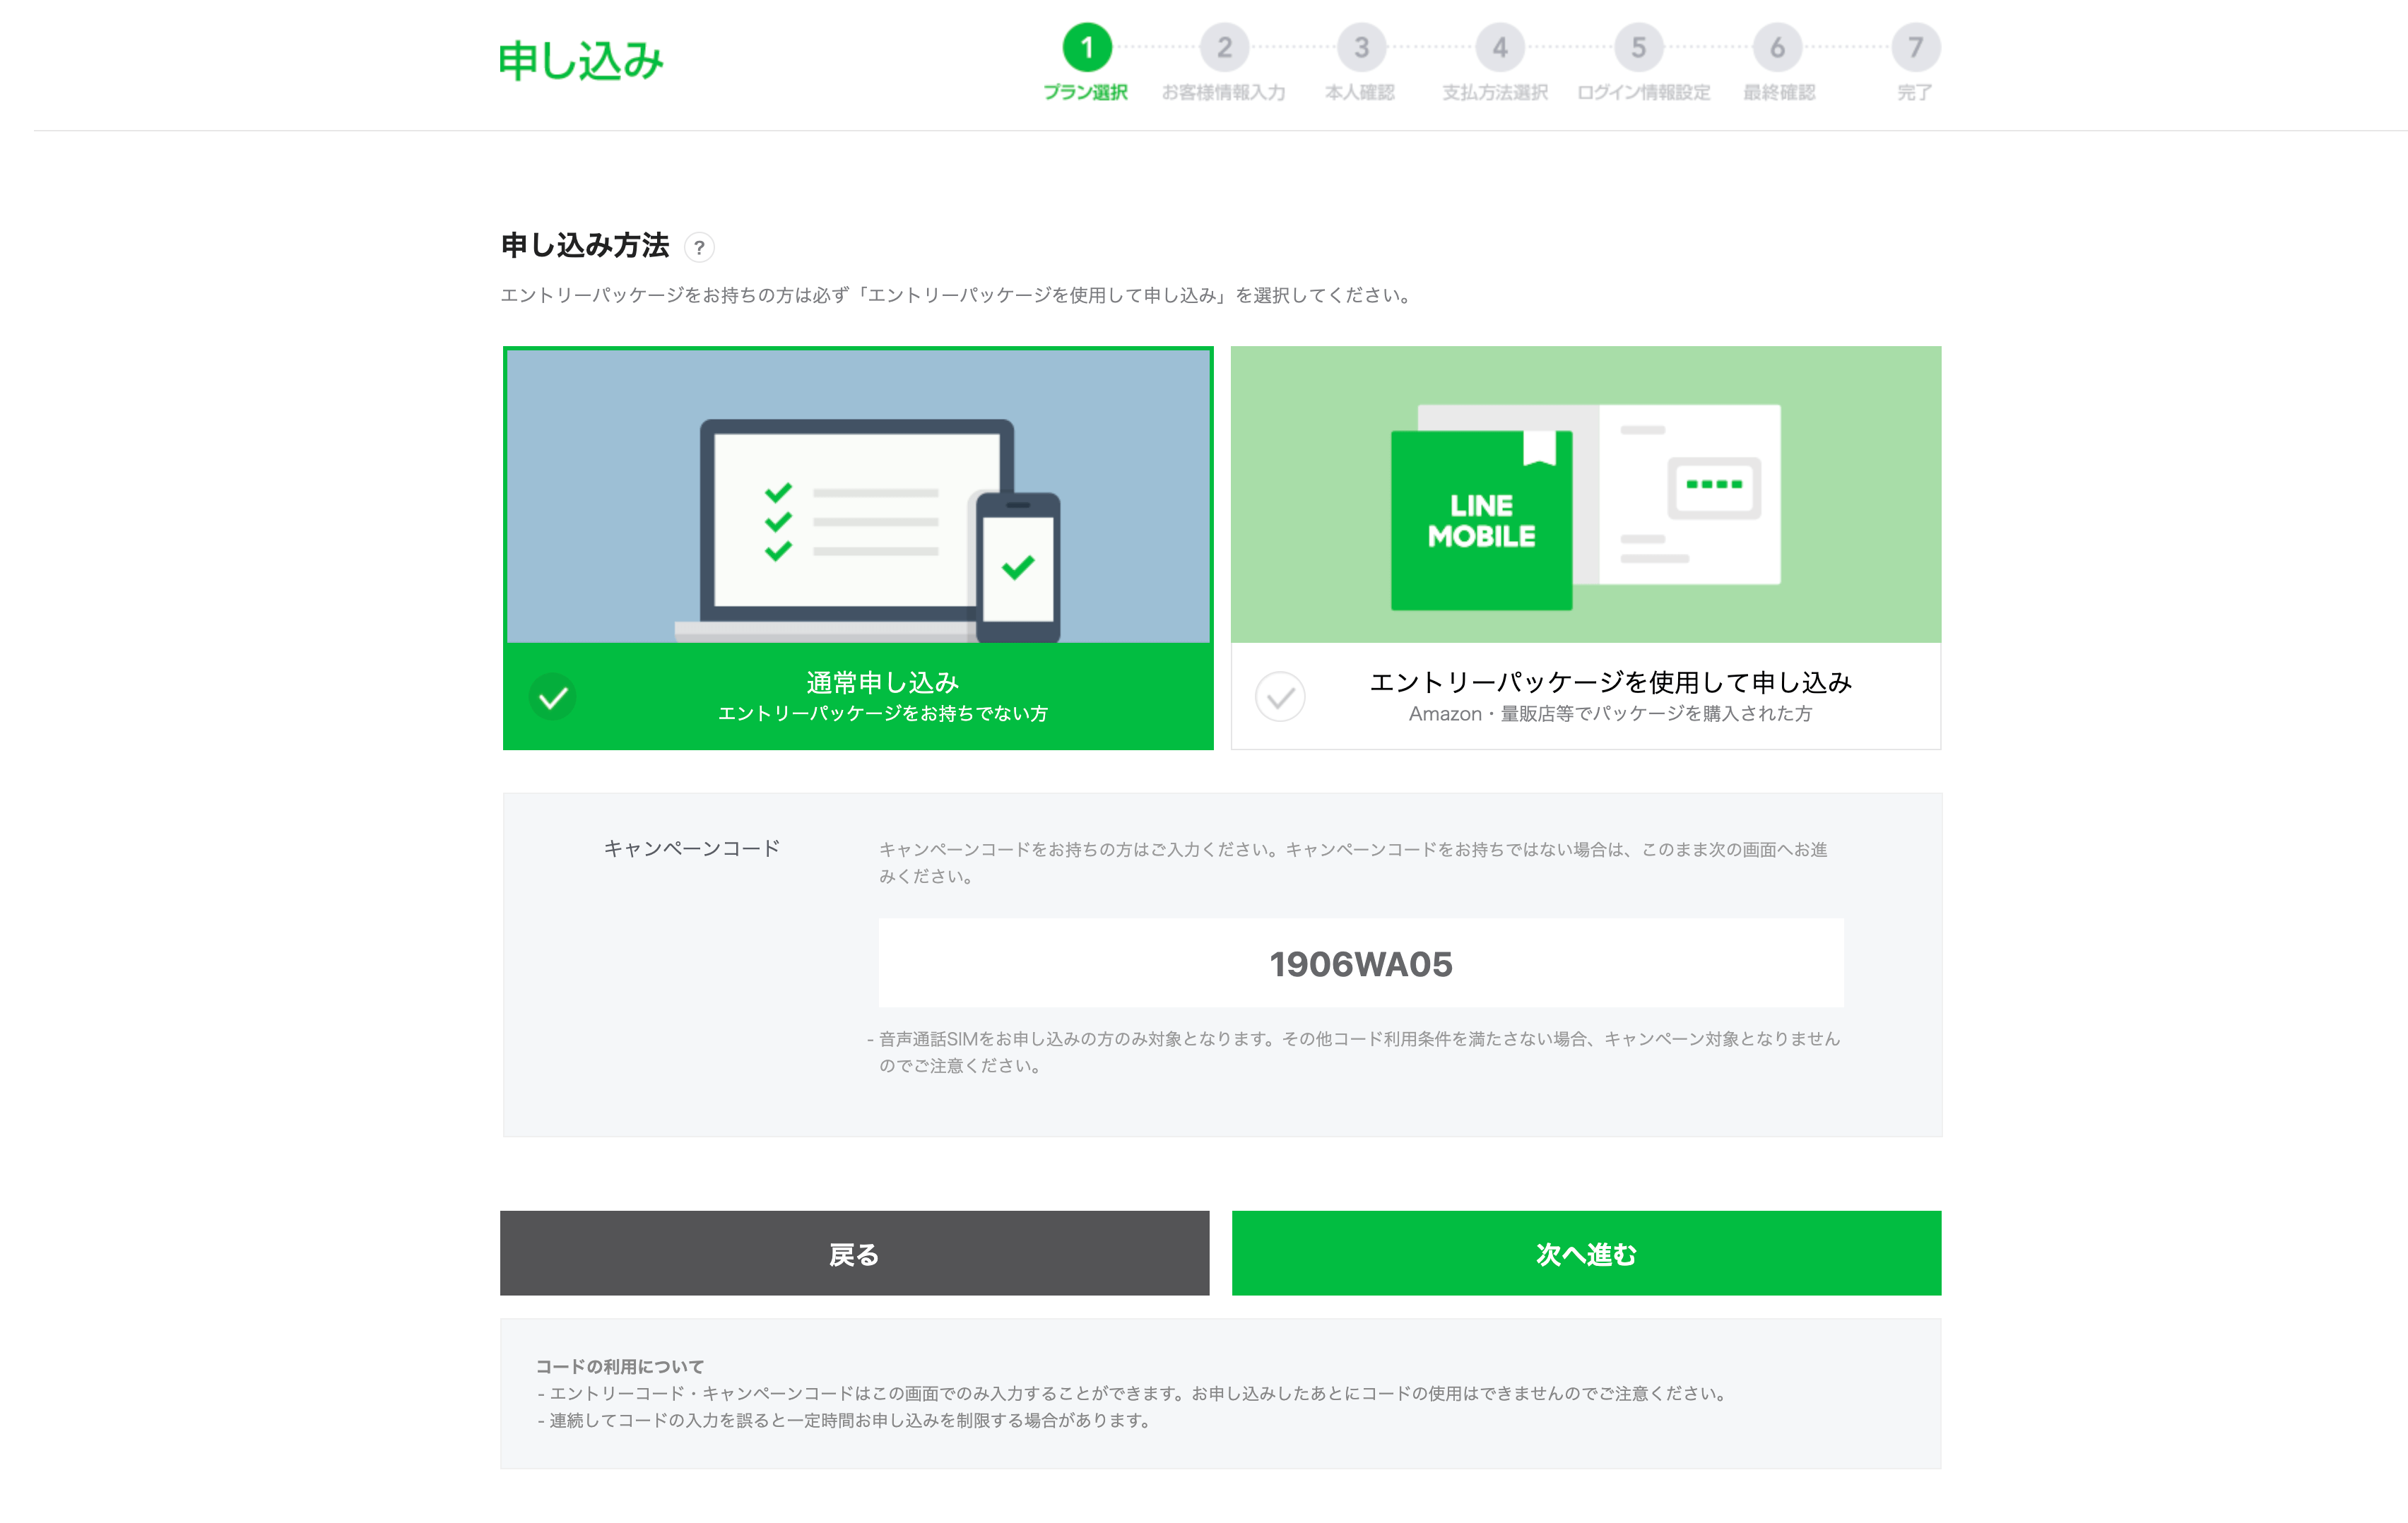 申し込み
1 2 3 4 5 6 7
プラン選択 お客様情報入力 本人確認 支払方法選択 ログイン情報設定 最終確認 完了
申し込み方法 ?
エントリーパッケージをお持ちの方は必ず「エントリーパッケージを使用して申し込み」を選択してください。
LINE
MOBILE
通常申し込み
エントリーパッケージをお持ちでない方
エントリーパッケージを使用して申し込み
Amazon・量販店等でパッケージを購入された方
キャンペーンコード
キャンペーンコードをお持ちの方はご入力ください。キャンペーンコードをお持ちではない場合は、このまま次の画面へお進
みください。
1906WA05
- 音声通話SIMをお申し込みの方のみ対象となります。その他コード利用条件を満たさない場合、キャンペーン対象となりません
のでご注意ください。
戻る
次へ進む
コードの利用について
- エントリーコード・キャンペーンコードはこの画面でのみ入力することができます。お申し込みしたあとにコードの使用はできませんのでご注意ください。
- 連続してコードの入力を誤ると一定時間お申し込みを制限する場合があります。